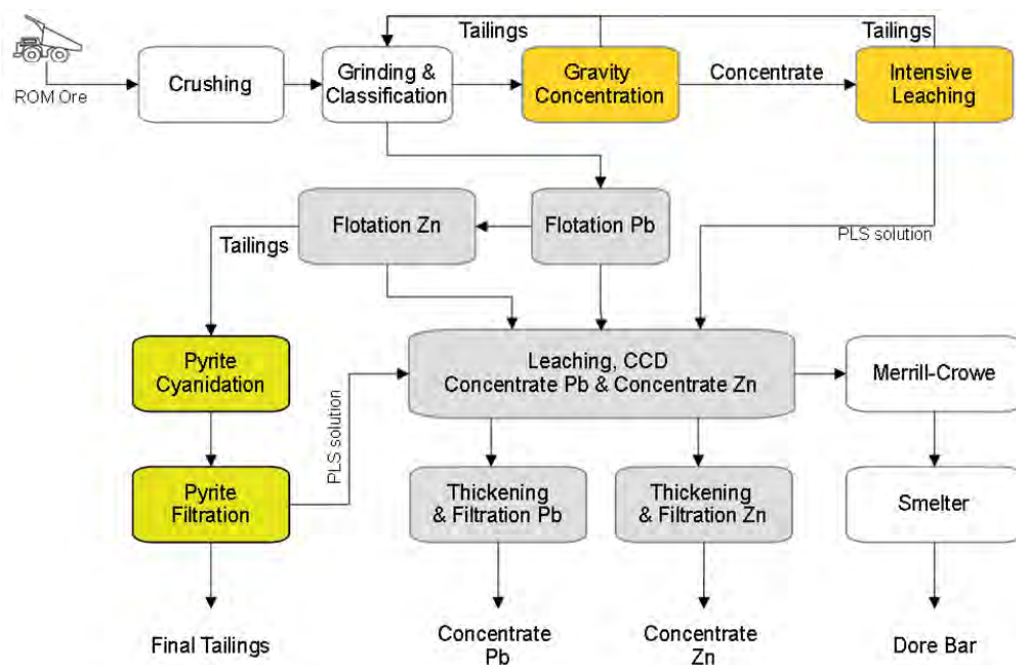 Tailings
Tailings
ROM Ore
Crushing
Grinding &
Classification
Gravity
Concentration
Concentrate
Intensive
Leaching
Flotation Zn
Flotation Pb
Tailings
PLS solution
Pyrite
Cyanidation
Leaching, CCD
Concentrate Pb & Concentrate Zn
Merrill-Crowe
PLS solution
Pyrite
Filtration
Thickening
& Filtration Pb
Thickening
& Filtration Zn
Smelter
Final Tailings
Concentrate
Pb
Concentrate
Zn
Dore Bar